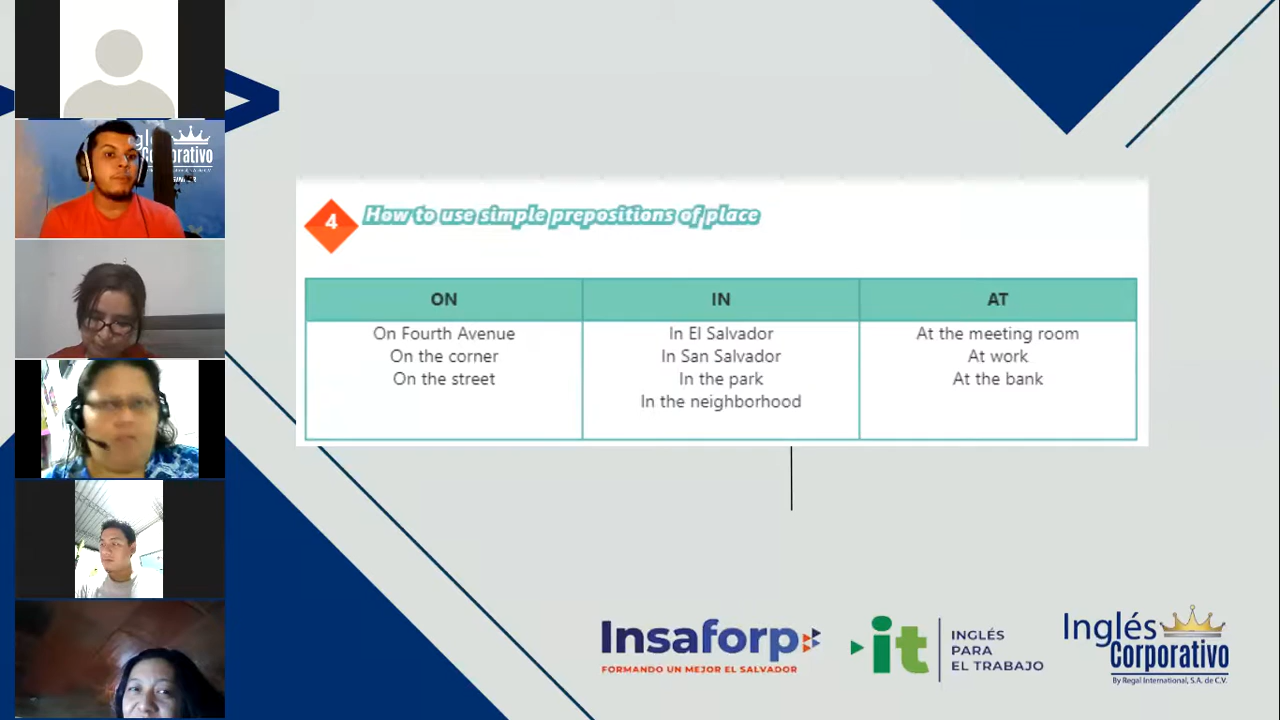 Corporativo
4
How to use simple prepositions of place
ON
IN
AT
On Fourth Avenue
On the corner
On the street
In El Salvador
In San Salvador
In the park
In the neighborhood
At the meeting room
At work
At the bank
Insaforp
FORMANDO UN MEJOR EL SALVADOR
it
INGLÉS
PARA
EL TRABAJO
Inglés
Corporativo
By Regal International, S.A. de C.V.